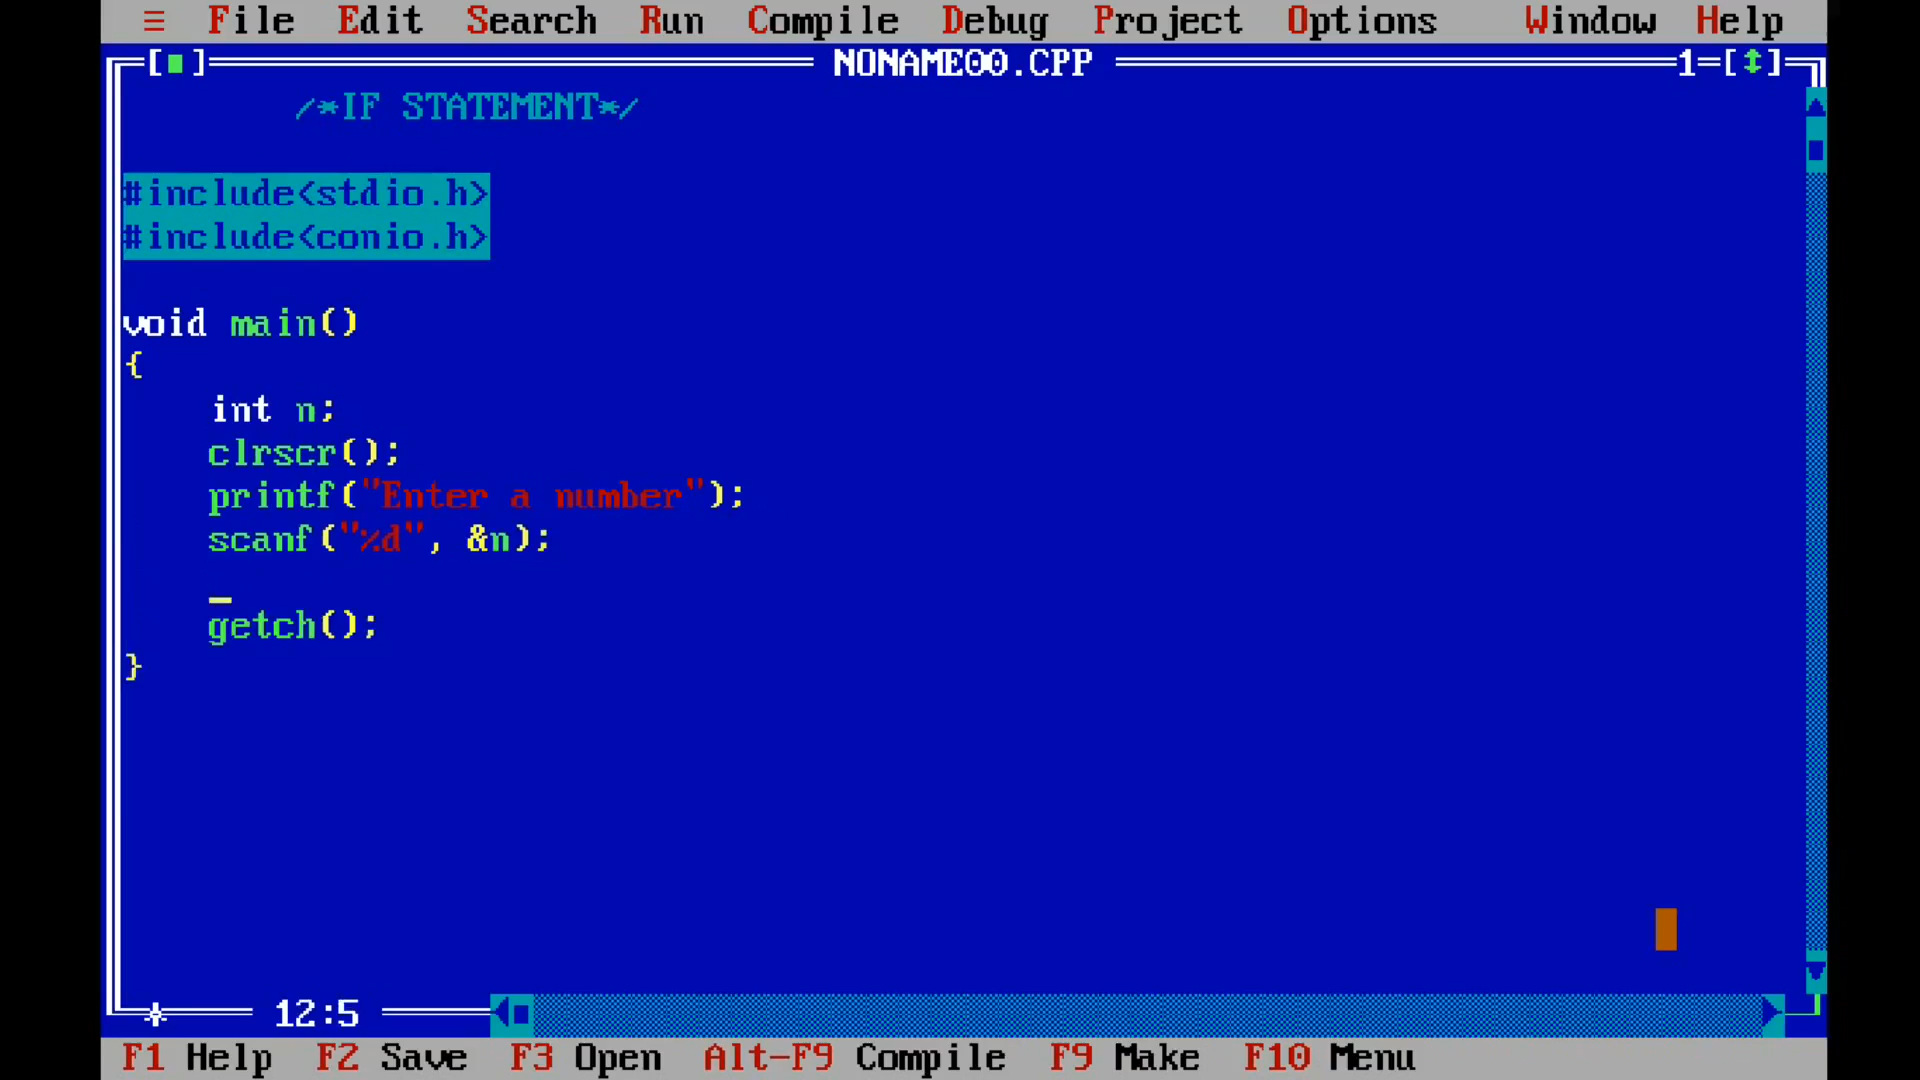 ≡ File Edit Search Run Compile Debug Project Options Window Help
[■] NONAME00.CPP 1=[↕]
/*IF STATEMENT*/
#include<stdio.h>
#include<conio.h>
void main()
{
int n;
clrscr();
printf("Enter a number");
scanf("%d", &n);
_
getch();
}
* 12:5
F1 Help F2 Save F3 Open Alt-F9 Compile F9 Make F10 Menu